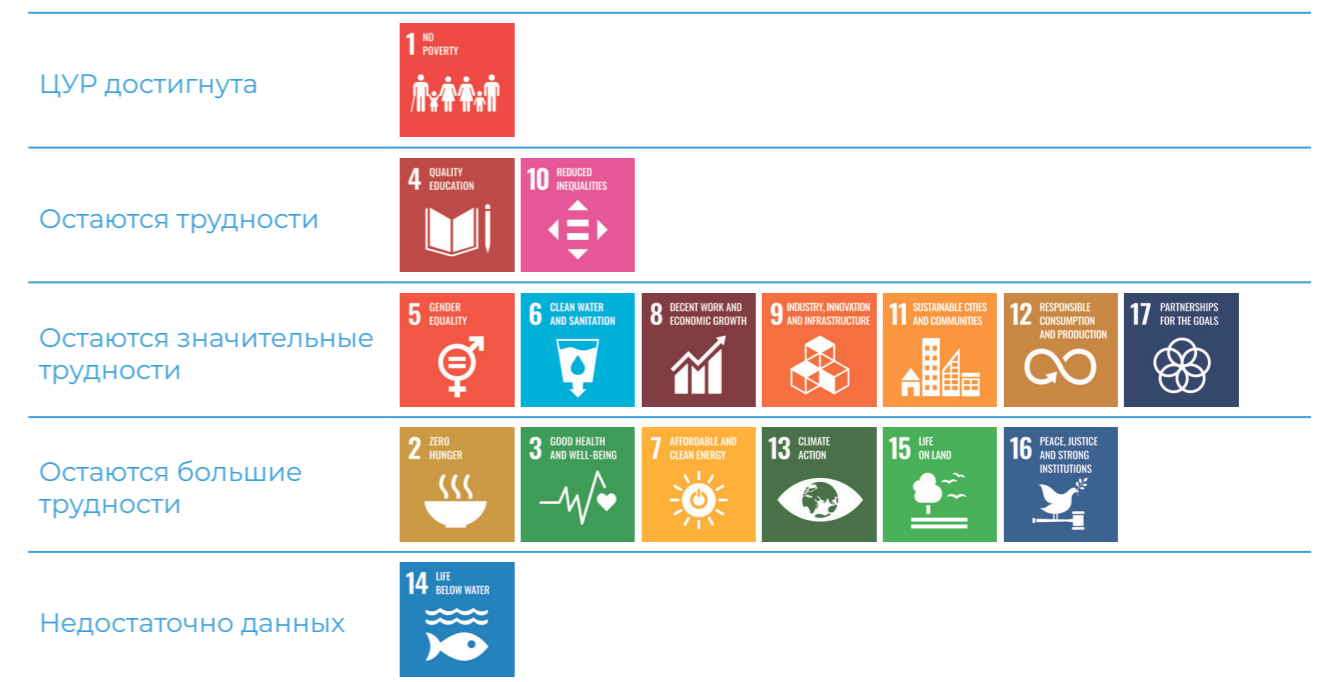 ЦУР достигнута
1 NO
POVERTY
Остаются трудности
4 QUALITY
EDUCATION
10 REDUCED
INEQUALITIES
Остаются значительные
трудности
5 GENDER
EQUALITY
6 CLEAN WATER
AND SANITATION
8 DECENT WORK AND
ECONOMIC GROWTH
9 INDUSTRY, INNOVATION
AND INFRASTRUCTURE
11 SUSTAINABLE CITIES
AND COMMUNITIES
12 RESPONSIBLE
CONSUMPTION
AND PRODUCTION
17 PARTNERSHIPS
FOR THE GOALS
Остаются большие
трудности
2 ZERO
HUNGER
3 GOOD HEALTH
AND WELL-BEING
7 AFFORDABLE AND
CLEAN ENERGY
13 CLIMATE
ACTION
15 LIFE
ON LAND
16 PEACE, JUSTICE
AND STRONG
INSTITUTIONS
Недостаточно данных
14 LIFE
BELOW WATER